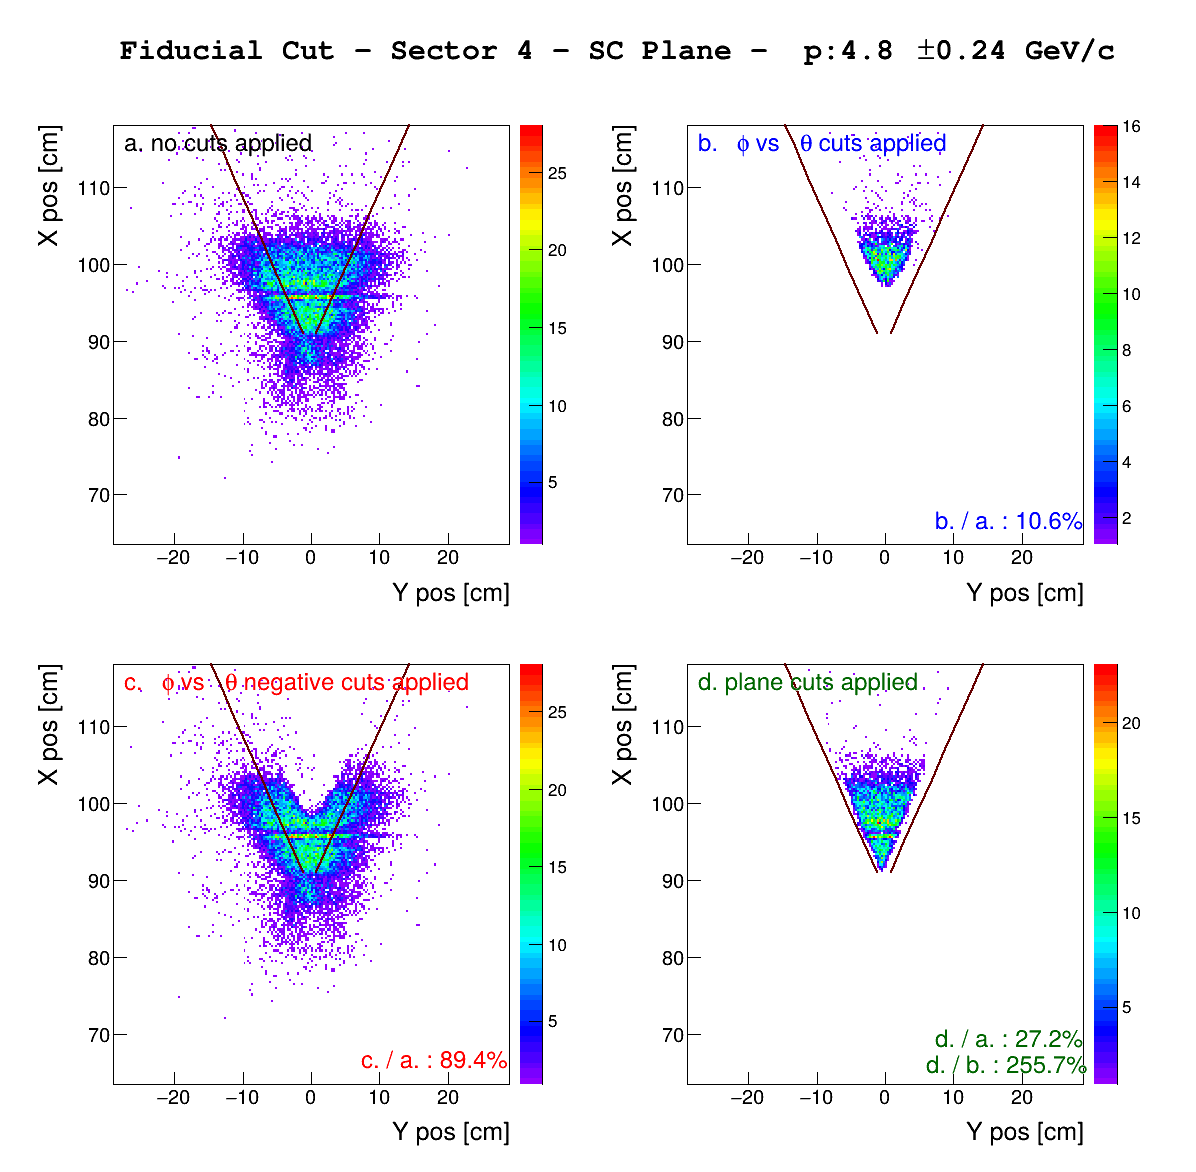 Fiducial Cut − Sector 4 − SC Plane − p:4.8 ±0.24 GeV/c
X pos [cm]
a. no cuts applied
110
100
90
80
70
−20 −10 0 10 20
Y pos [cm]
25
20
15
10
5
X pos [cm]
b. ϕ vs θ cuts applied
110
100
90
80
70
b. / a. : 10.6%
−20 −10 0 10 20
Y pos [cm]
16
14
12
10
8
6
4
2
X pos [cm]
c. ϕ vs θ negative cuts applied
110
100
90
80
70
c. / a. : 89.4%
−20 −10 0 10 20
Y pos [cm]
25
20
15
10
5
X pos [cm]
d. plane cuts applied
110
100
90
80
70
d. / a. : 27.2%
d. / b. : 255.7%
−20 −10 0 10 20
Y pos [cm]
20
15
10
5